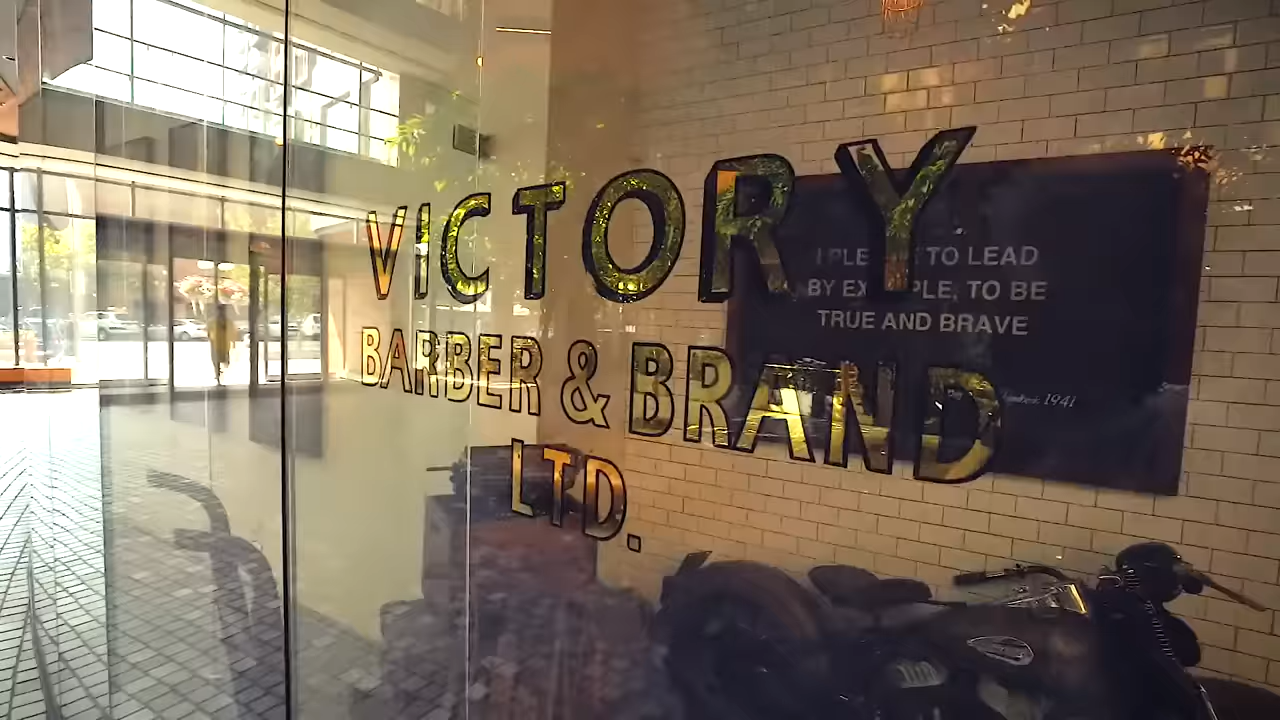 VICTORY
BARBER & BRAND
LTD.
TO LEAD
BY TO BE
TRUE AND BRAVE
1941